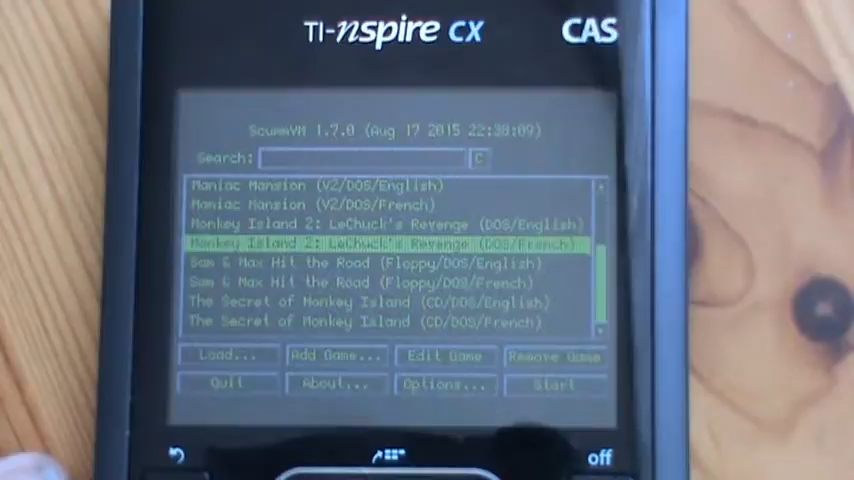 TI-nspire CX CAS
ScummVM 1.7.0 (Aug 17 2015 22:38:09)
Search: C
Maniac Mansion (V2/DOS/English)
Maniac Mansion (V2/DOS/French)
Monkey Island 2: LeChuck's Revenge (DOS/English)
Monkey Island 2: LeChuck's Revenge (DOS/French)
Sam & Max Hit the Road (Floppy/DOS/English)
Sam & Max Hit the Road (Floppy/DOS/French)
The Secret of Monkey Island (CD/DOS/English)
The Secret of Monkey Island (CD/DOS/French)
Load... Add Game... Edit Game Remove Game
Quit About... Options... Start
off